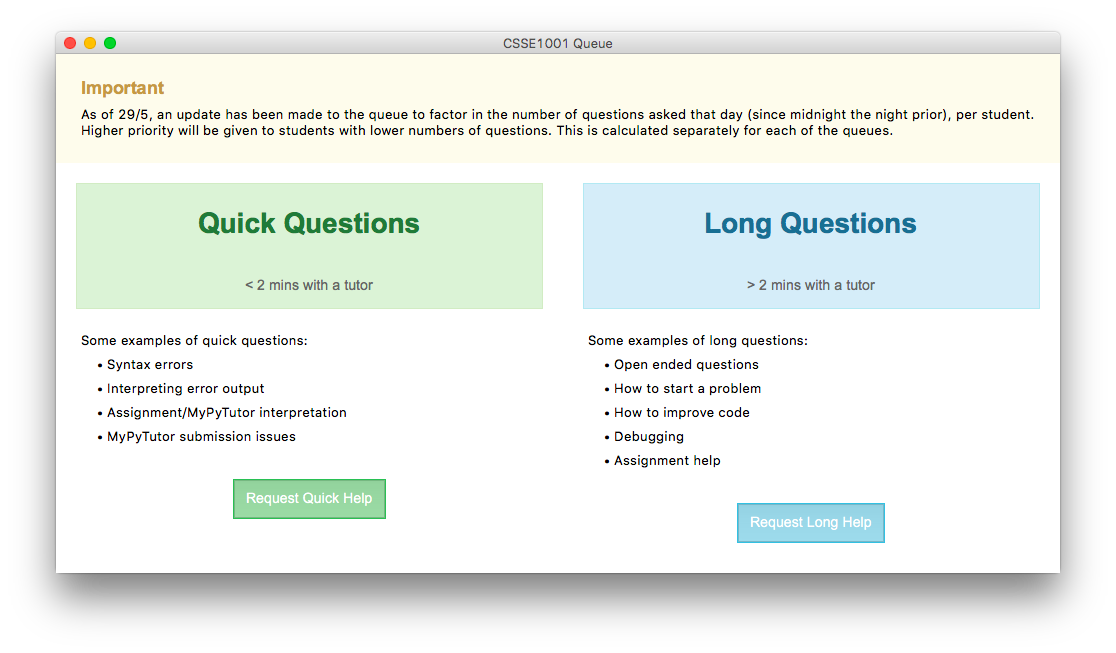 CSSE1001 Queue
Important
As of 29/5, an update has been made to the queue to factor in the number of questions asked that day (since midnight the night prior), per student.
Higher priority will be given to students with lower numbers of questions. This is calculated separately for each of the queues.
Quick Questions
< 2 mins with a tutor
Some examples of quick questions:
• Syntax errors
• Interpreting error output
• Assignment/MyPyTutor interpretation
• MyPyTutor submission issues
Request Quick Help
Long Questions
> 2 mins with a tutor
Some examples of long questions:
• Open ended questions
• How to start a problem
• How to improve code
• Debugging
• Assignment help
Request Long Help